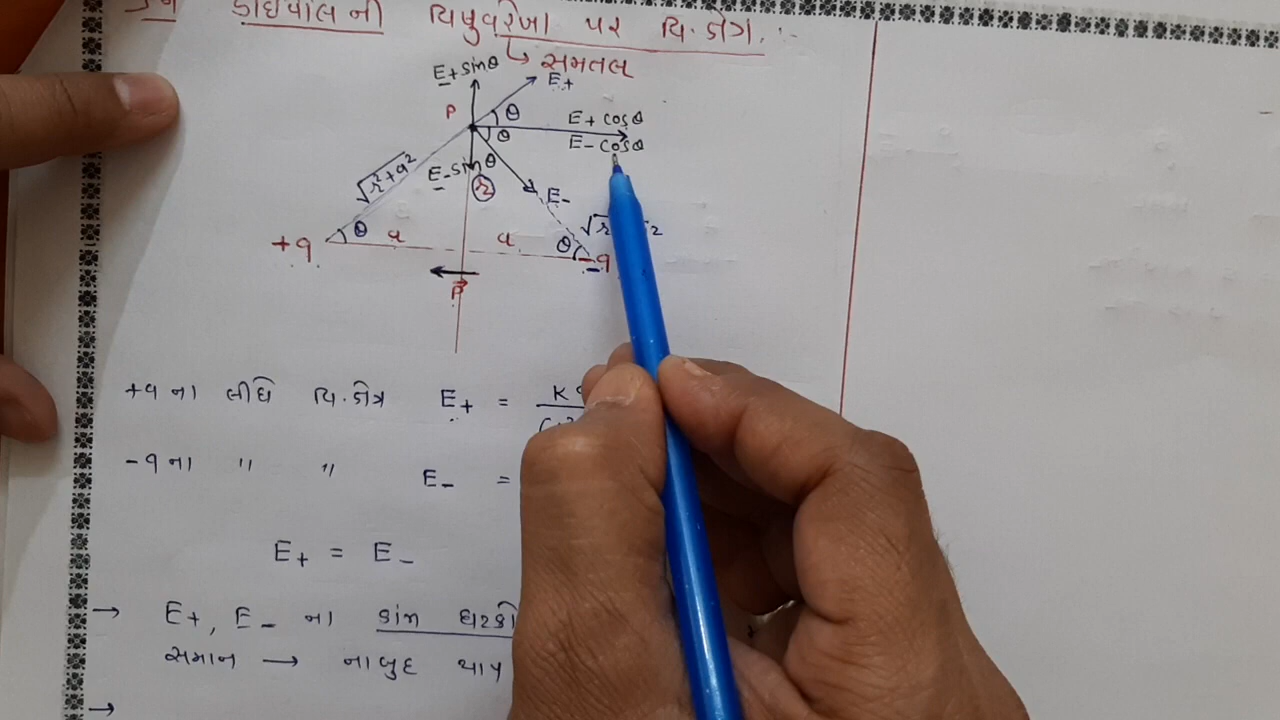 ડાઇપોલની વિષુવરેખા પર વિ.ક્ષેત્ર.
↳ સમતલ
E+ sinθ
E+
P
θ
E+ cosθ
θ
E- cosθ
√r²+a²
E- sinθ
r
E-
+q
θ
a
a
θ
-q
P
+q ના લીધે વિ.ક્ષેત્ર E+ =
-q ના " " E- =
E+ = E-
→ E+, E- ના
સમાન → નાબુદ થાય
→